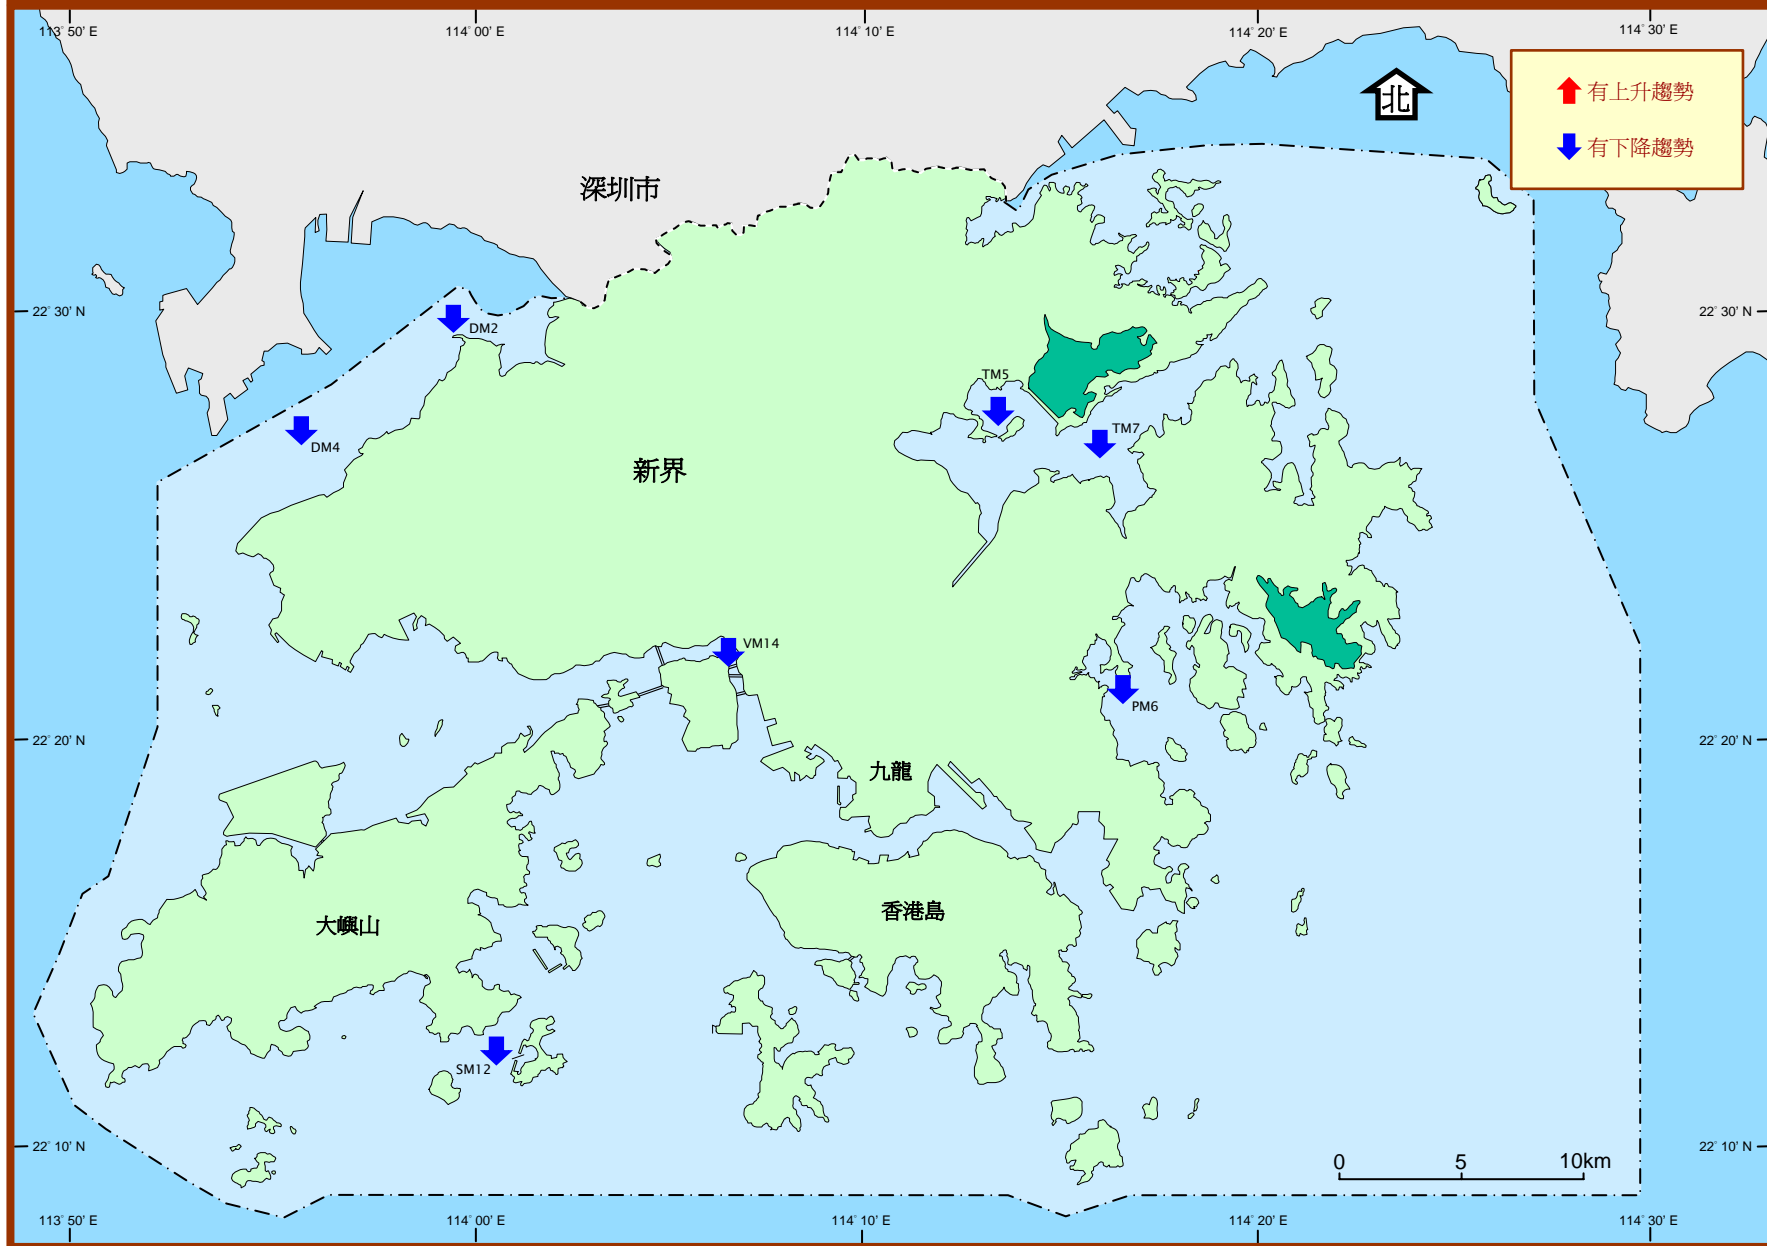 113° 50' E
114° 00' E
114° 10' E
114° 20' E
114° 30' E
北
有上升趨勢
有下降趨勢
深圳市
22° 30' N
22° 30' N
DM2
TM5
TM7
DM4
新界
VM14
PM6
22° 20' N
22° 20' N
九龍
香港島
大嶼山
SM12
22° 10' N
22° 10' N
0 5 10km
113° 50' E
114° 00' E
114° 10' E
114° 20' E
114° 30' E